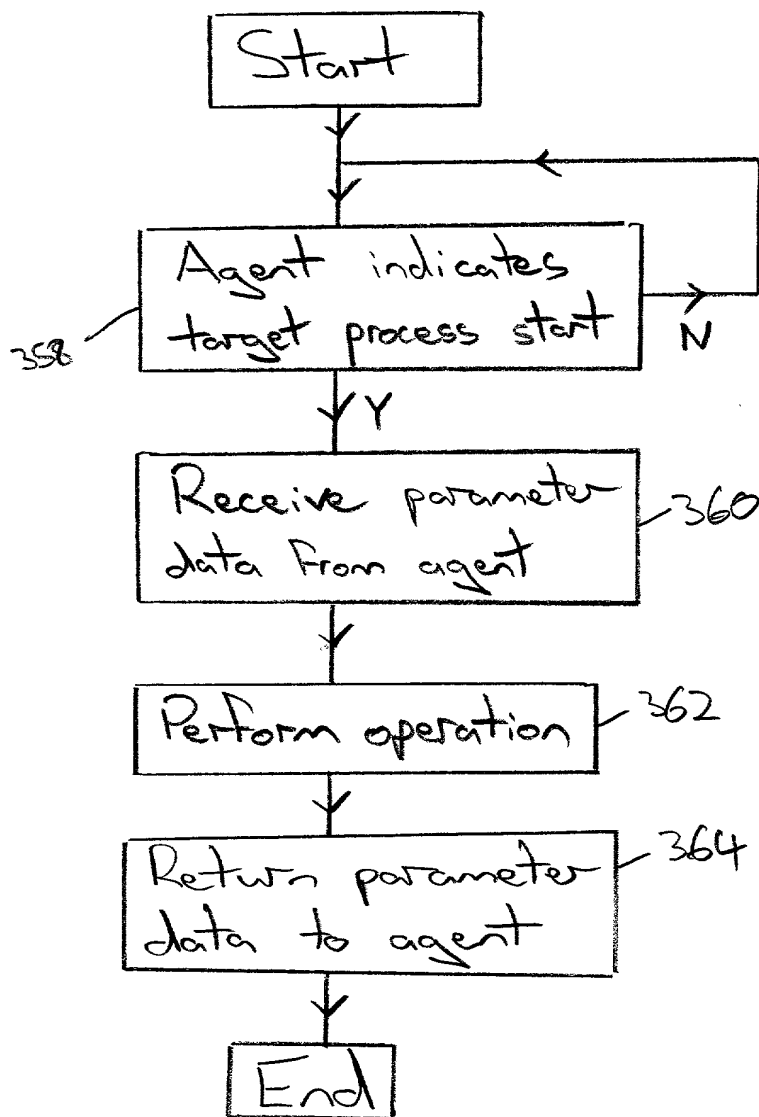 Start
Agent indicates
target process start
358
N
Y
Receive parameter
data from agent
360
Perform operation
362
Return parameter
data to agent
364
End